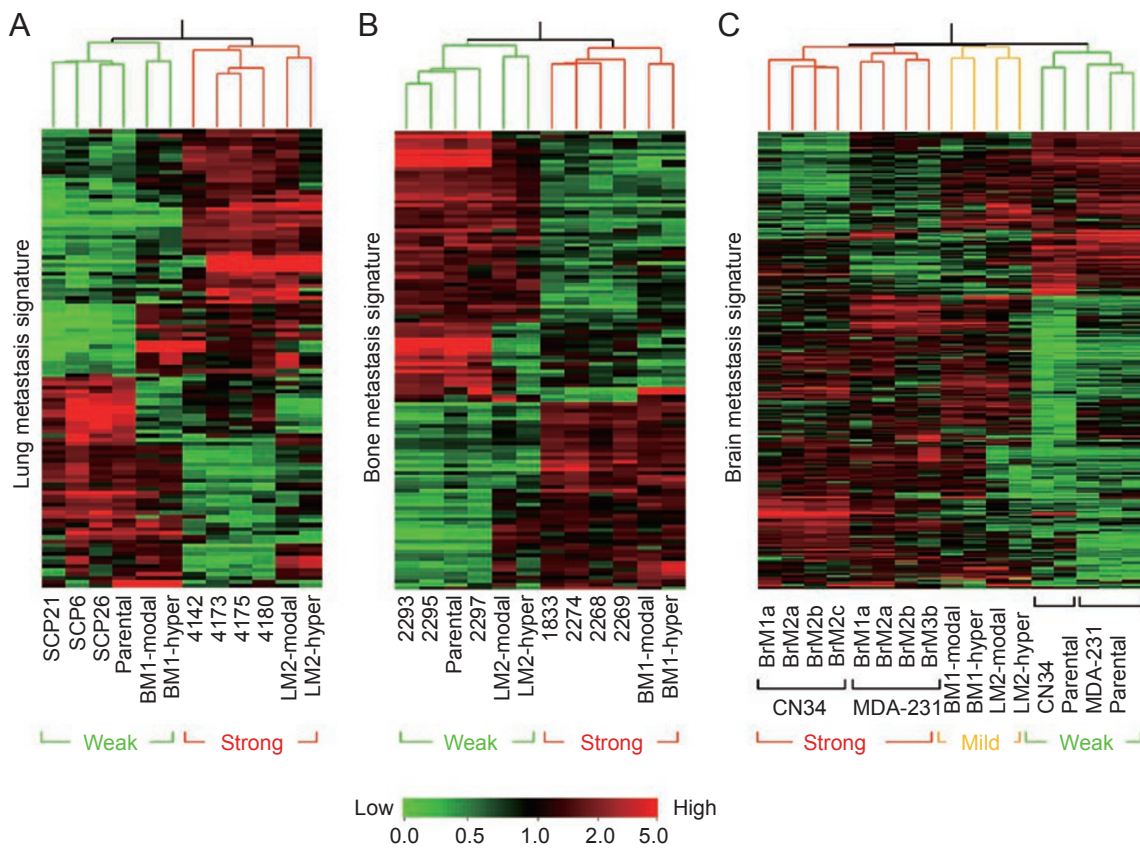 A
B
C
Lung metastasis signature
Bone metastasis signature
Brain metastasis signature
SCP21
SCP6
SCP26
Parental
BM1-modal
BM1-hyper
4142
4173
4175
4180
LM2-modal
LM2-hyper
2293
2295
Parental
2297
LM2-modal
LM2-hyper
1833
2274
2268
2269
BM1-modal
BM1-hyper
BrM1a
BrM2a
BrM2b
BrM2c
BrM1a
BrM2a
BrM2b
BrM3b
BM1-modal
BM1-hyper
LM2-modal
LM2-hyper
CN34
Parental
MDA-231
Parental
CN34
MDA-231
Weak
Strong
Weak
Strong
Strong
Mild
Weak
Low
High
0.0 0.5 1.0 2.0 5.0